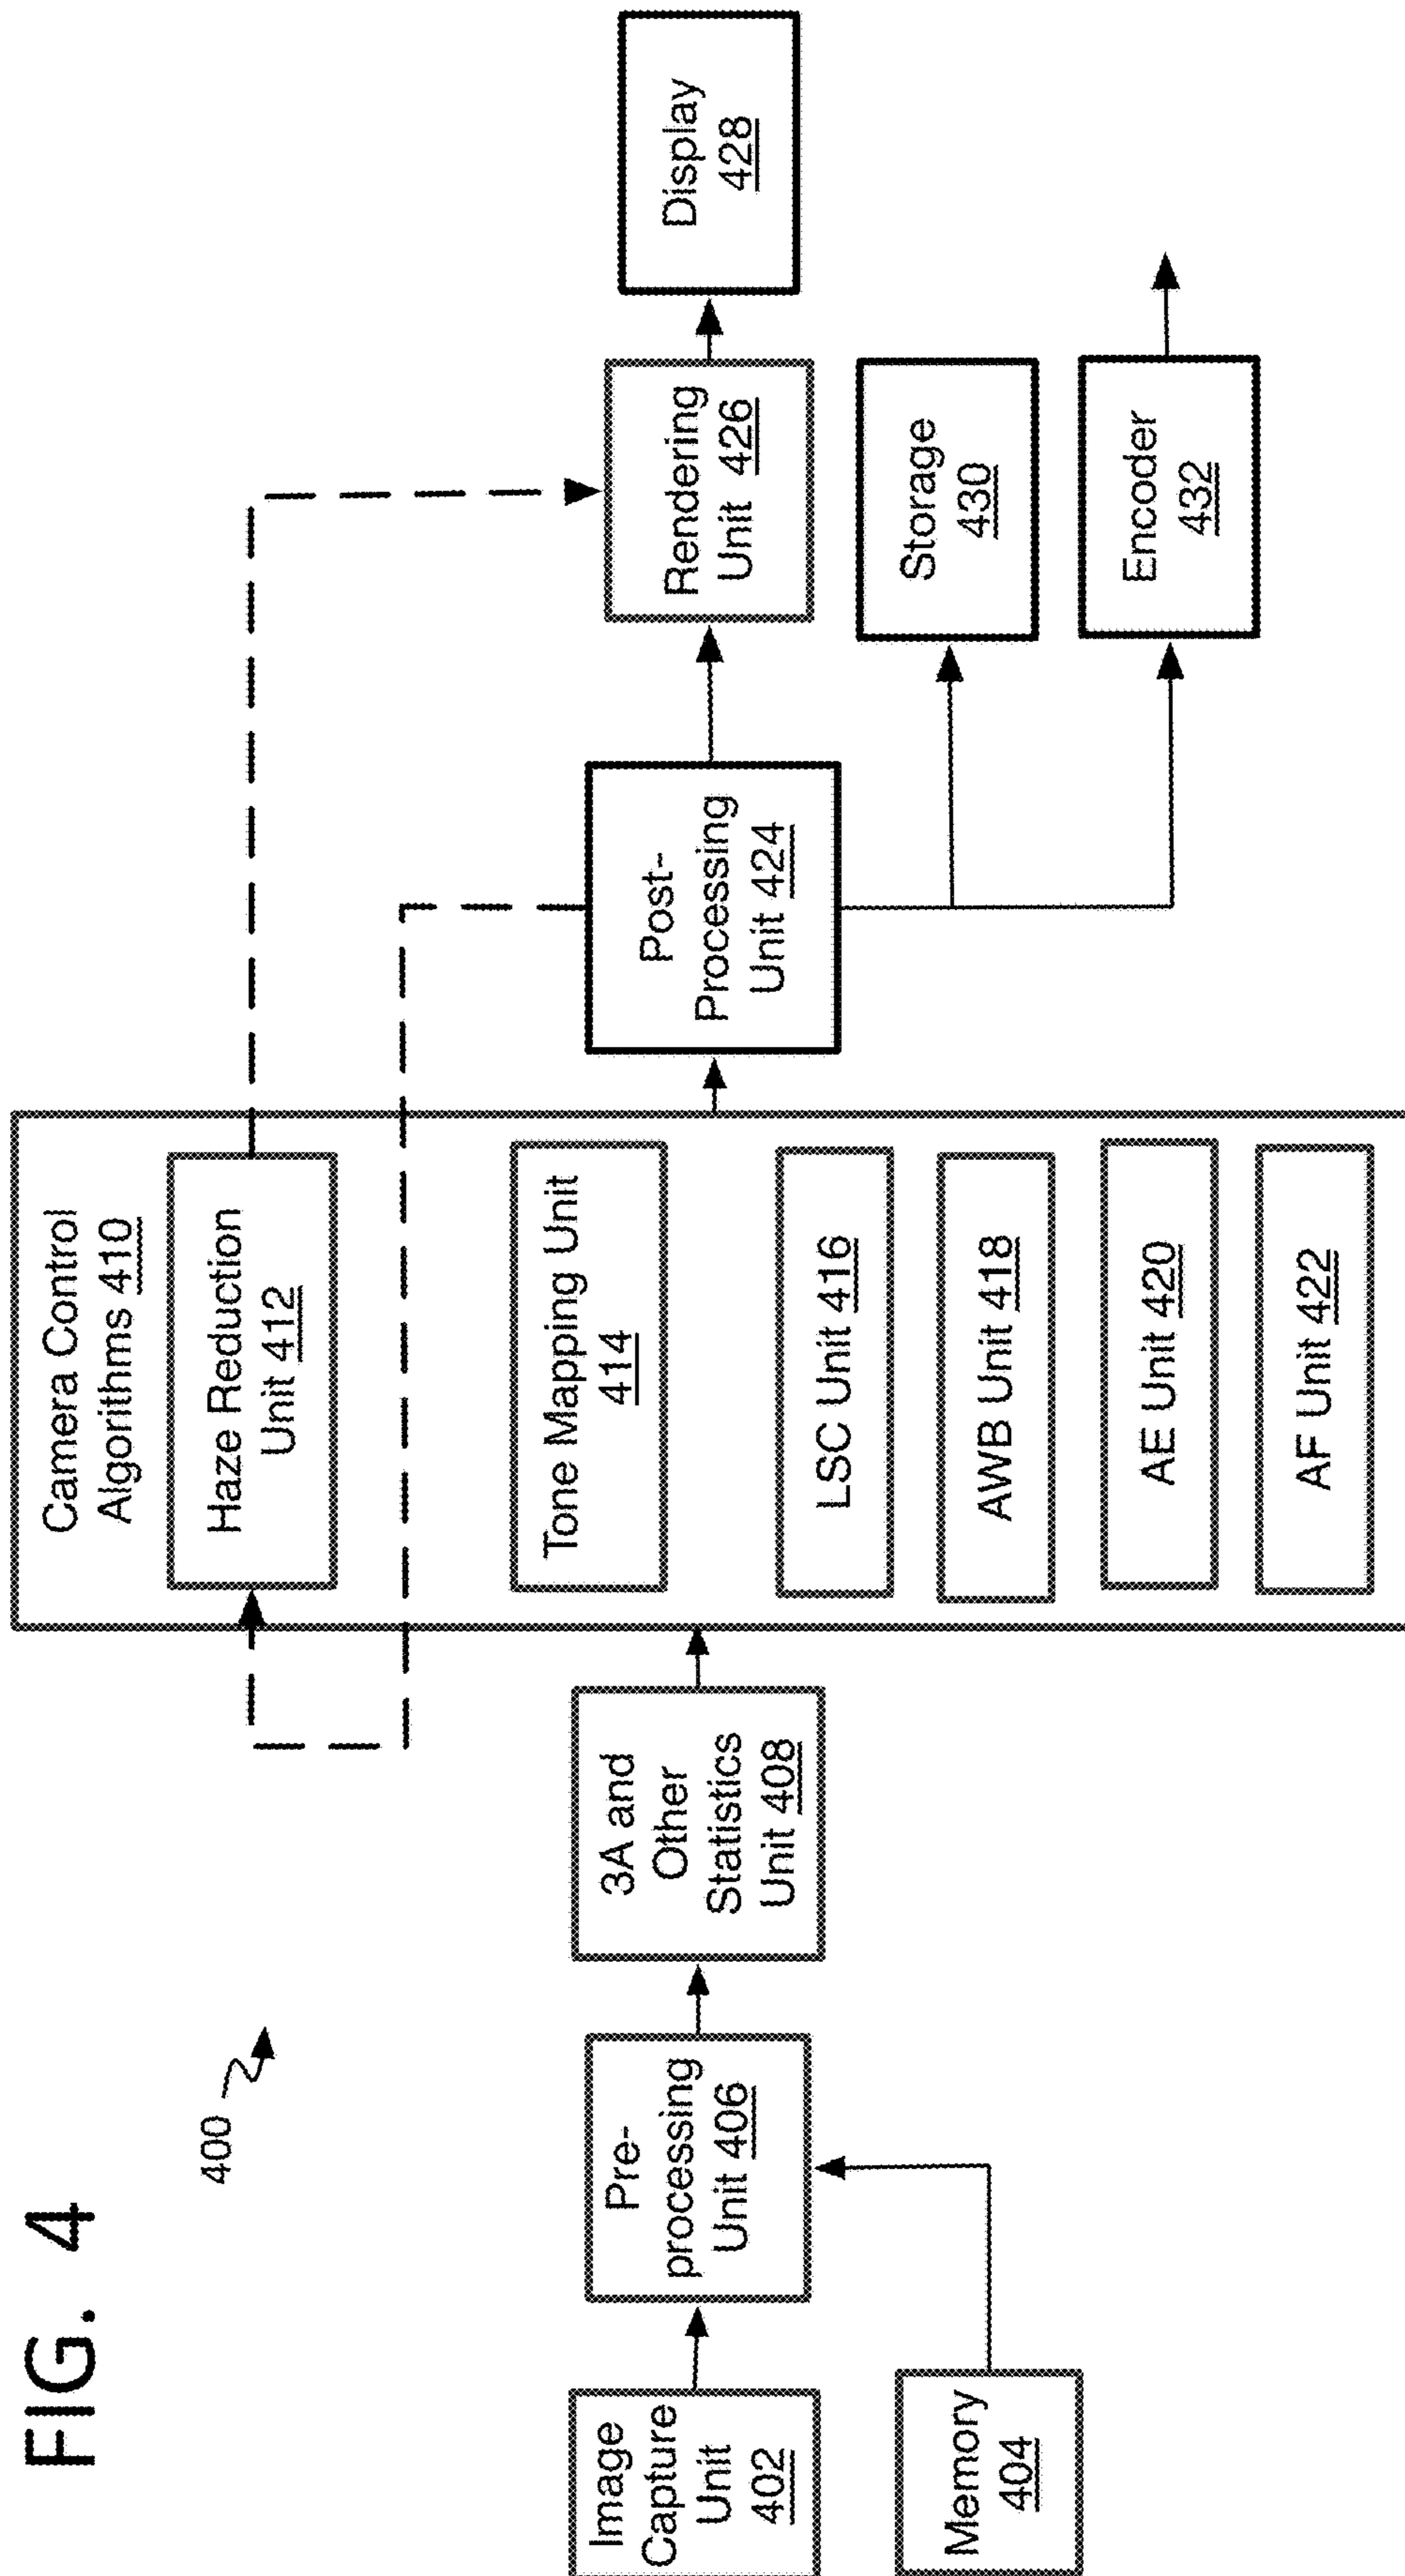 FIG. 4
400
Image
Capture
Unit
402
Memory
404
Pre-
processing
Unit 406
3A and
Other
Statistics
Unit 408
Camera Control
Algorithms 410
Haze Reduction
Unit 412
Tone Mapping Unit
414
LSC Unit 416
AWB Unit 418
AE Unit 420
AF Unit 422
Post-
Processing
Unit 424
Rendering
Unit 426
Display
428
Storage
430
Encoder
432